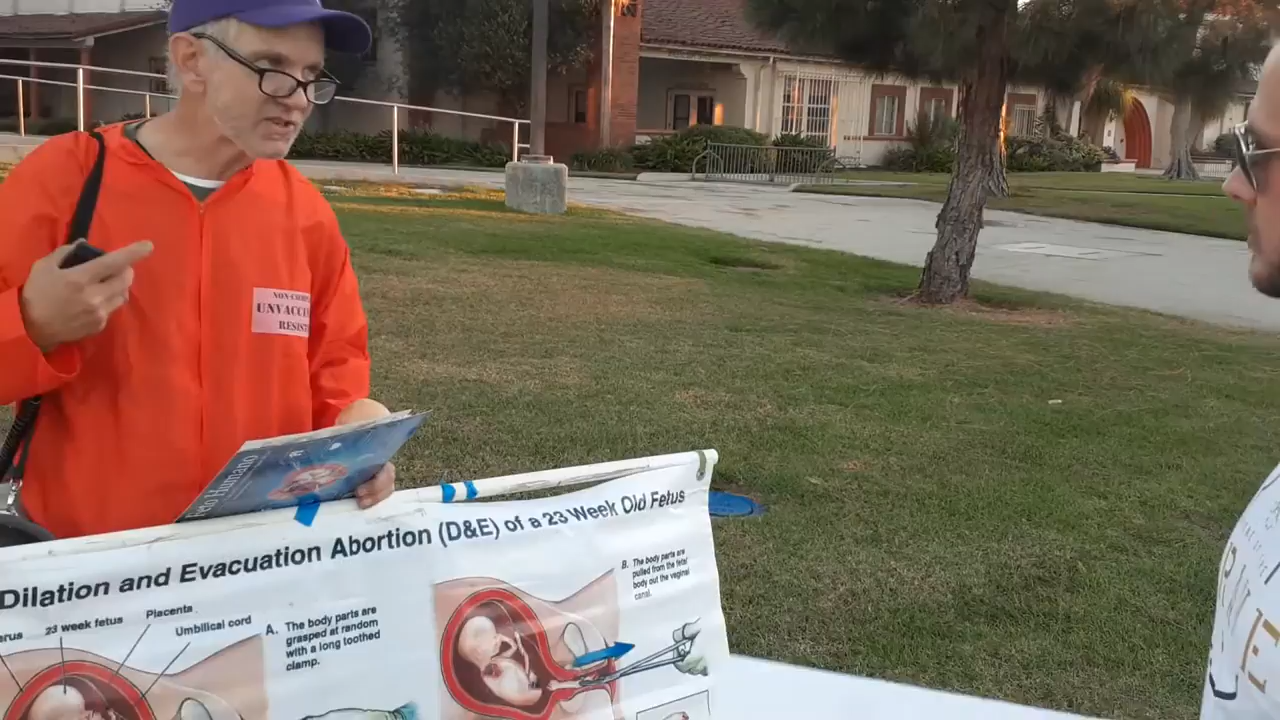 UNVACCI
RESIST
Humano
Dilation and Evacuation Abortion (D&E) of a 23 Week Old Fetus
23 week fetus
Placenta
Umbilical cord
A. The body parts are
grasped at random
with a long toothed
clamp.
B. The body parts are
pulled from the fetal
body out the vaginal
canal.